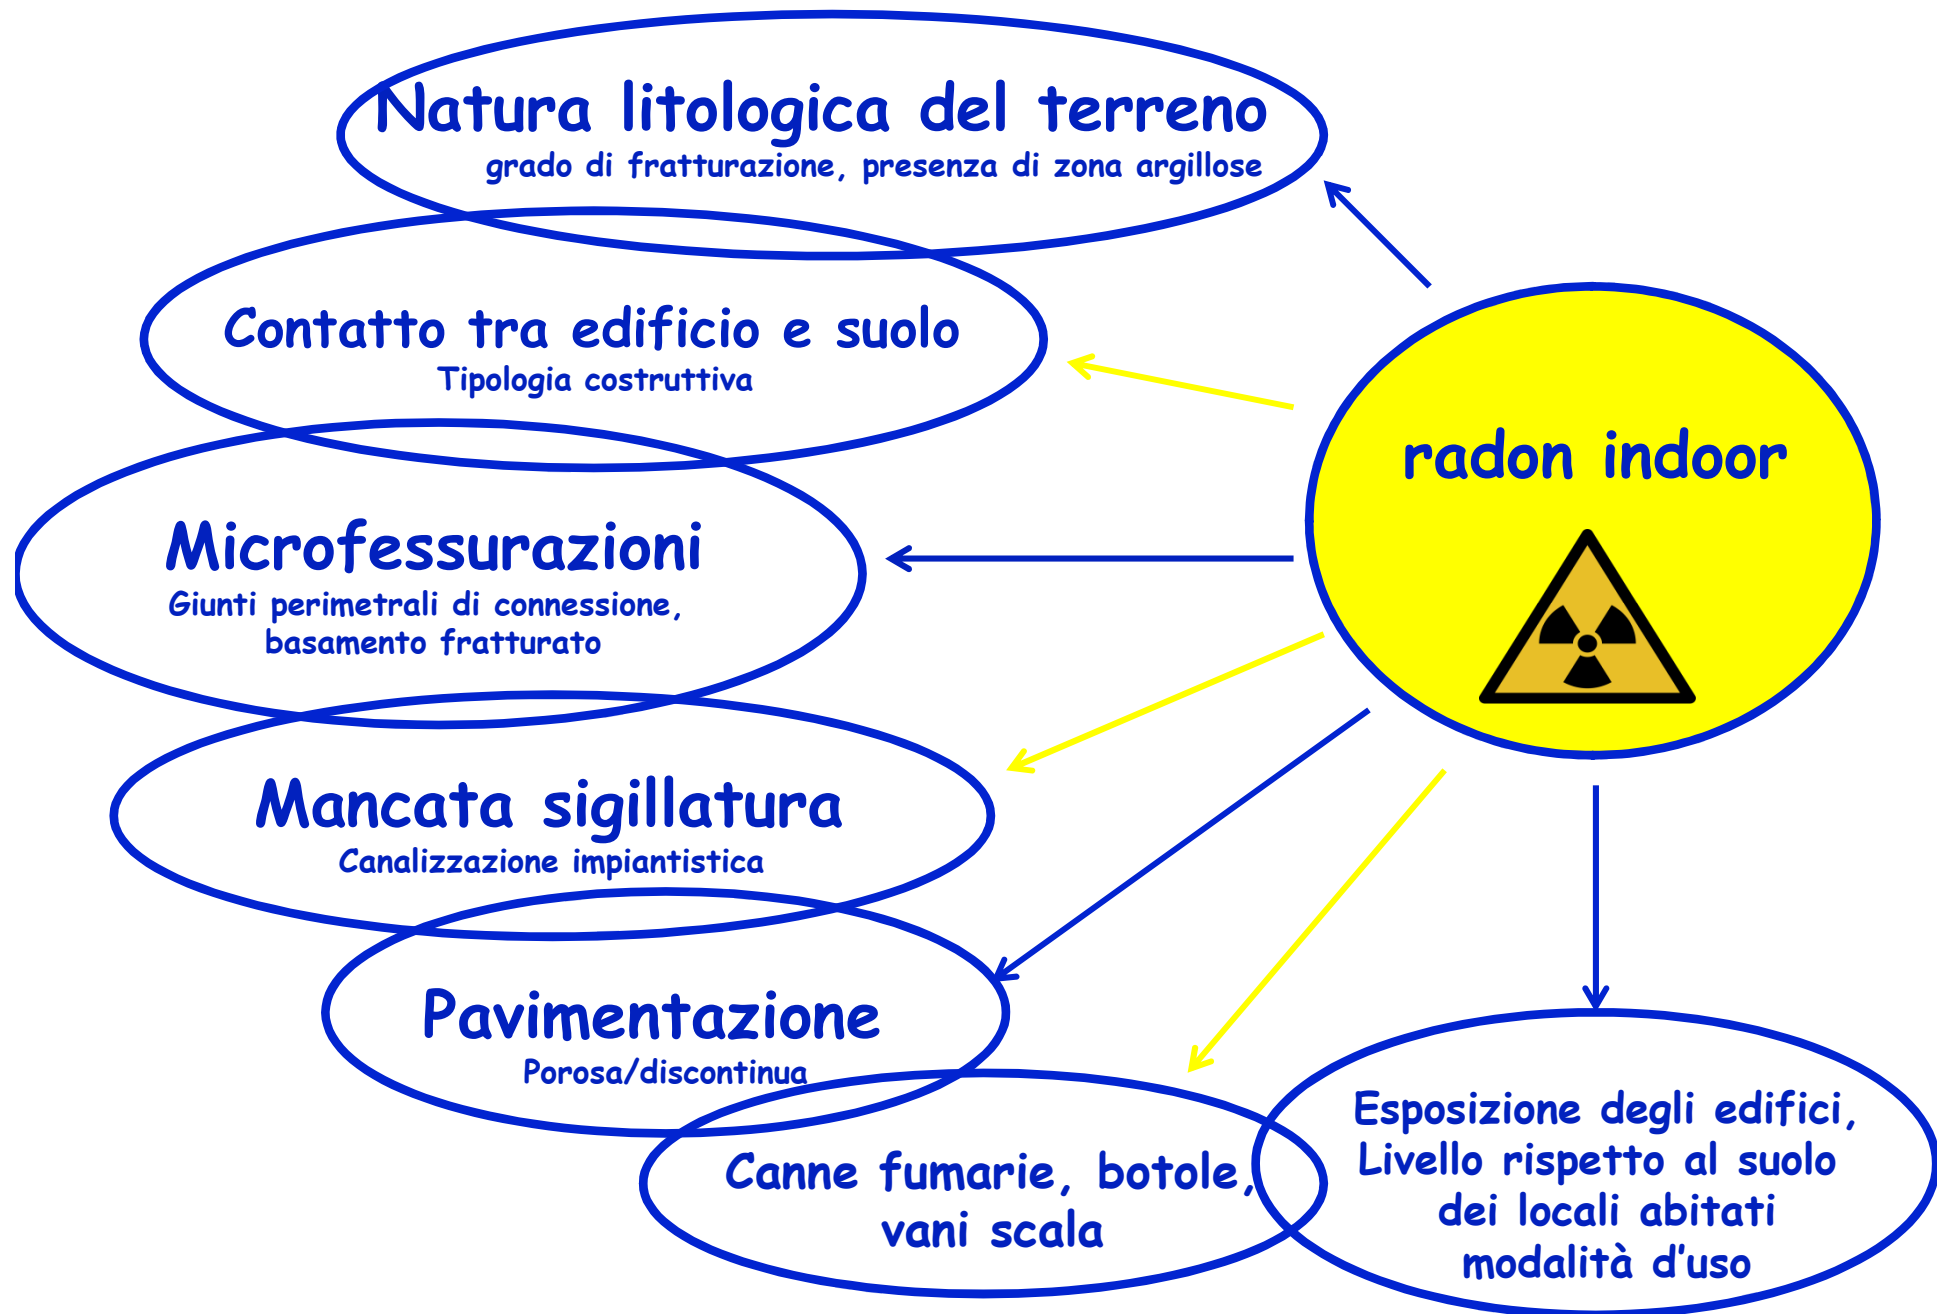 Natura litologica del terreno
grado di fratturazione, presenza di zona argillose
Contatto tra edificio e suolo
Tipologia costruttiva
radon indoor
Microfessurazioni
Giunti perimetrali di connessione,
basamento fratturato
Mancata sigillatura
Canalizzazione impiantistica
Pavimentazione
Porosa/discontinua
Canne fumarie, botole,
vani scala
Esposizione degli edifici,
Livello rispetto al suolo
dei locali abitati
modalità d'uso